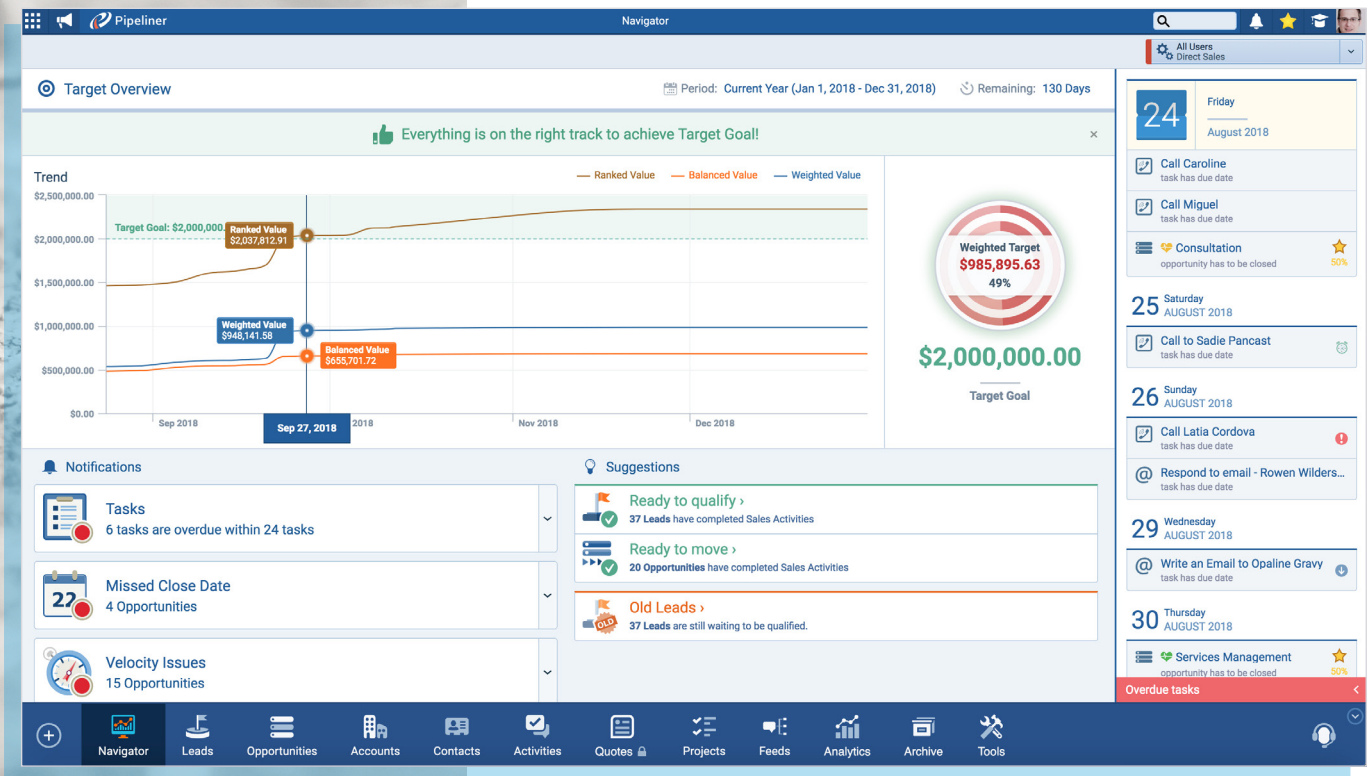 Pipeliner
Navigator
All Users
Direct Sales
Target Overview
Period: Current Year (Jan 1, 2018 - Dec 31, 2018)
Remaining: 130 Days
Everything is on the right track to achieve Target Goal!
×
Trend
Ranked Value
Balanced Value
Weighted Value
$2,500,000.00
$2,000,000.00
$1,500,000.00
$1,000,000.00
$500,000.00
$0.00
Target Goal: $2,000,000.
Ranked Value
$2,037,812.91
Weighted Value
$948,141.58
Balanced Value
$655,701.72
Sep 2018
Sep 27, 2018
2018
Nov 2018
Dec 2018
Weighted Target
$985,895.63
49%
$2,000,000.00
Target Goal
Notifications
Tasks
6 tasks are overdue within 24 tasks
22
Missed Close Date
4 Opportunities
Velocity Issues
15 Opportunities
Suggestions
Ready to qualify ›
37 Leads have completed Sales Activities
Ready to move ›
20 Opportunities have completed Sales Activities
OLD
Old Leads ›
37 Leads are still waiting to be qualified.
24
Friday
August 2018
Call Caroline
task has due date
Call Miguel
task has due date
Consultation
opportunity has to be closed
50%
25 Saturday
AUGUST 2018
Call to Sadie Pancast
task has due date
26 Sunday
AUGUST 2018
Call Latia Cordova
task has due date
@ Respond to email - Rowen Wilders...
task has due date
29 Wednesday
AUGUST 2018
@ Write an Email to Opaline Gravy
task has due date
30 Thursday
AUGUST 2018
Services Management
opportunity has to be closed
50%
Overdue tasks
Navigator
Leads
Opportunities
Accounts
Contacts
Activities
Quotes
Projects
Feeds
Analytics
Archive
Tools